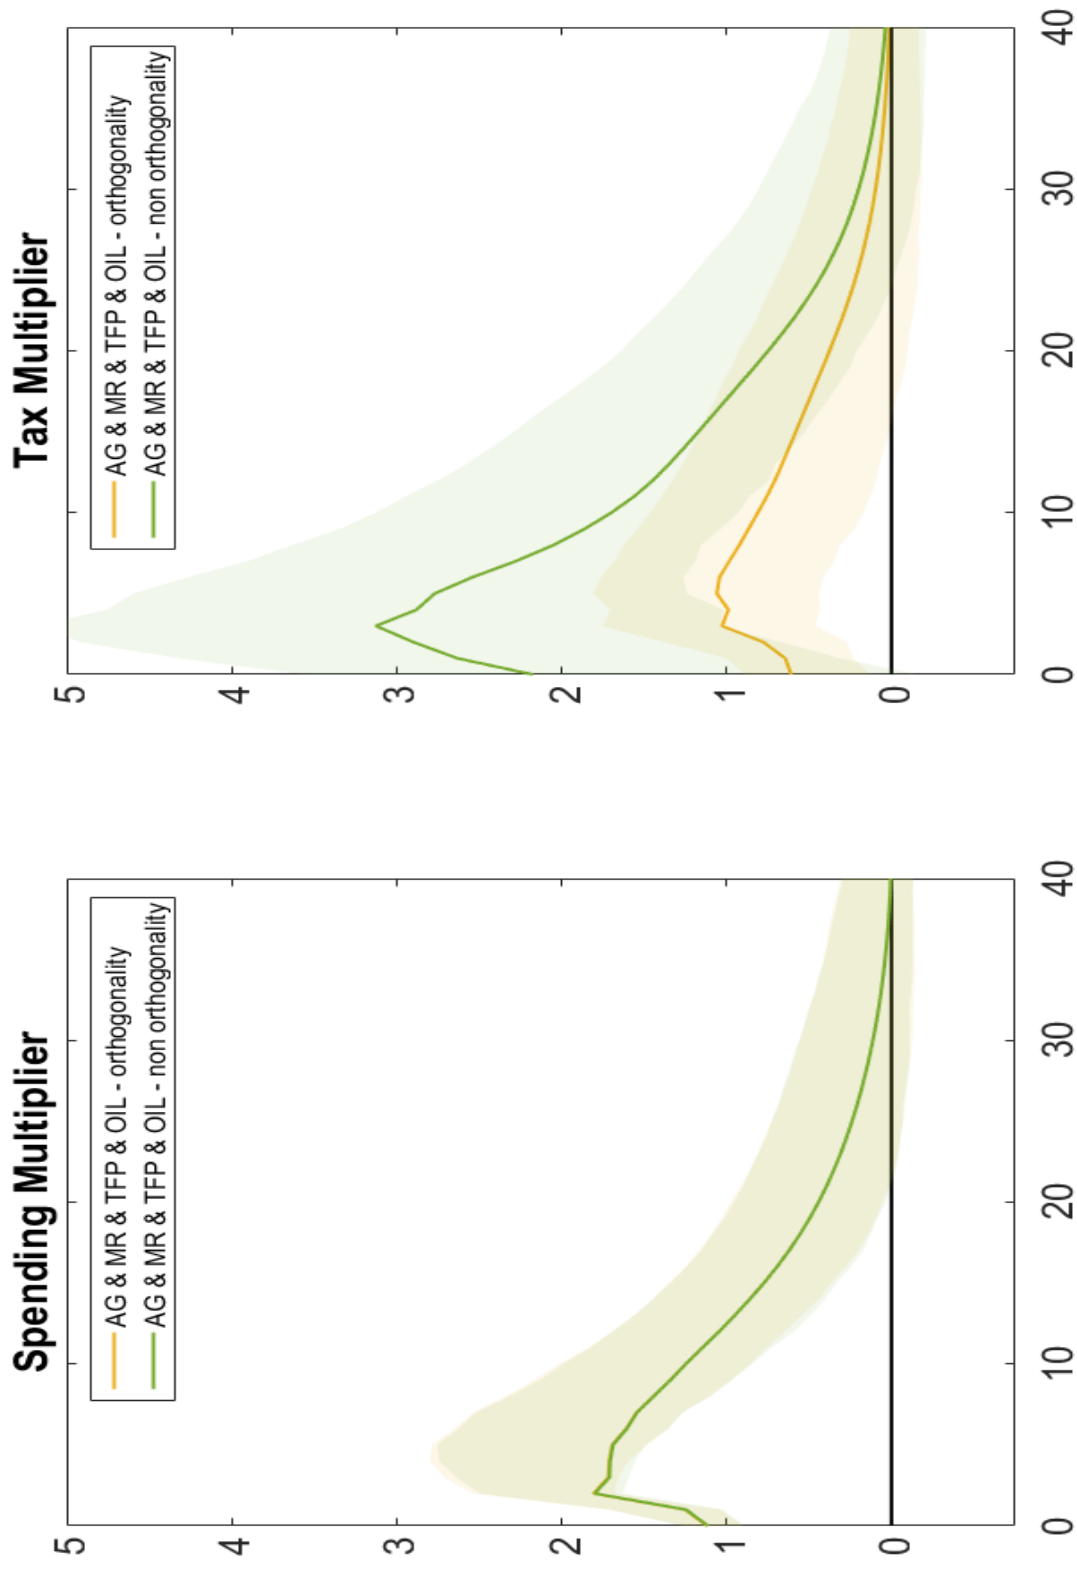 Spending Multiplier
AG & MR & TFP & OIL - orthogonality
AG & MR & TFP & OIL - non orthogonality
5
4
3
2
1
0
0 10 20 30 40
Tax Multiplier
AG & MR & TFP & OIL - orthogonality
AG & MR & TFP & OIL - non orthogonality
5
4
3
2
1
0
0 10 20 30 40